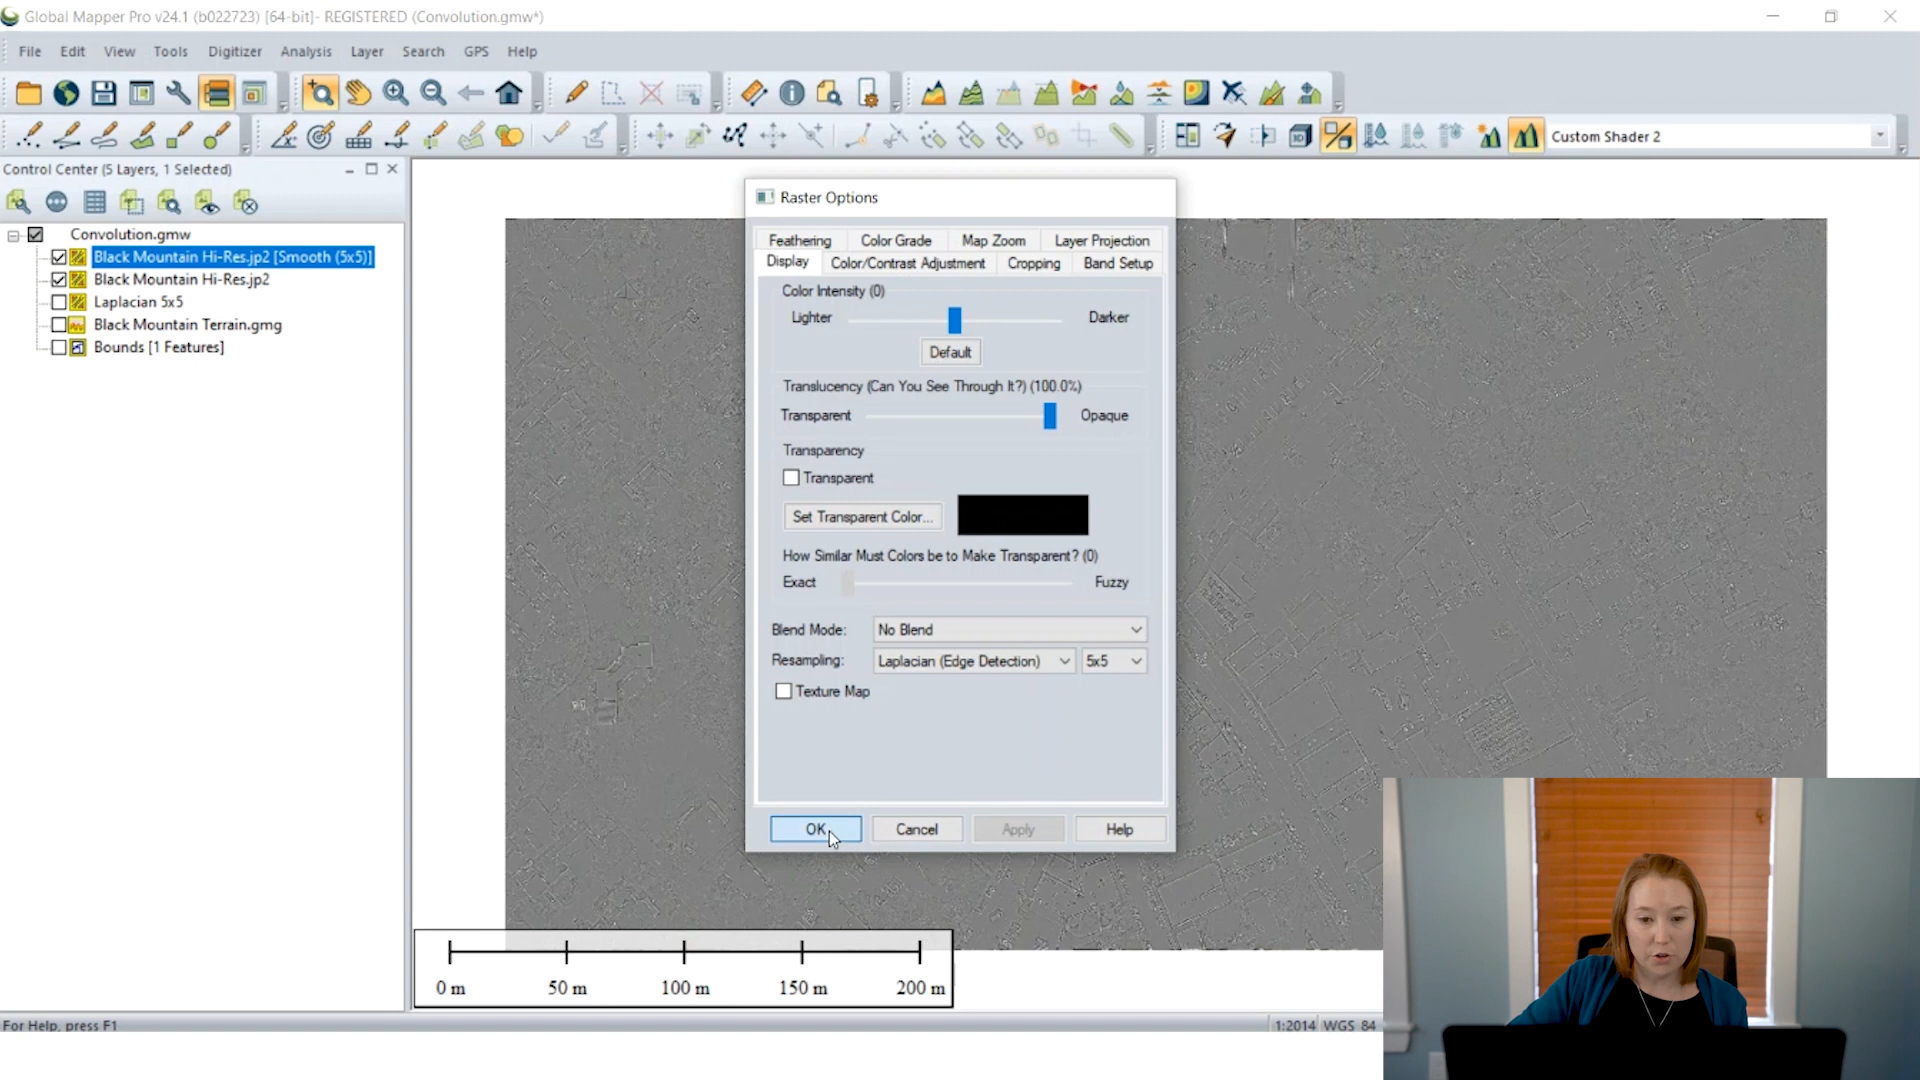 Global Mapper Pro v24.1 (b022723) [64-bit]- REGISTERED (Convolution.gmw*)
File Edit View Tools Digitizer Analysis Layer Search GPS Help
Custom Shader 2
Control Center (5 Layers, 1 Selected)
Convolution.gmw
Black Mountain Hi-Res.jp2 [Smooth (5x5)]
Black Mountain Hi-Res.jp2
Laplacian 5x5
Black Mountain Terrain.gmg
Bounds [1 Features]
Raster Options
Feathering Color Grade Map Zoom Layer Projection
Display Color/Contrast Adjustment Cropping Band Setup
Color Intensity (0)
Lighter Darker
Default
Translucency (Can You See Through It?) (100.0%)
Transparent Opaque
Transparency
Transparent
Set Transparent Color...
How Similar Must Colors be to Make Transparent? (0)
Exact Fuzzy
Blend Mode: No Blend
Resampling: Laplacian (Edge Detection) 5x5
Texture Map
OK Cancel Apply Help
0 m 50 m 100 m 150 m 200 m
For Help, press F1
1:2014 WGS 84